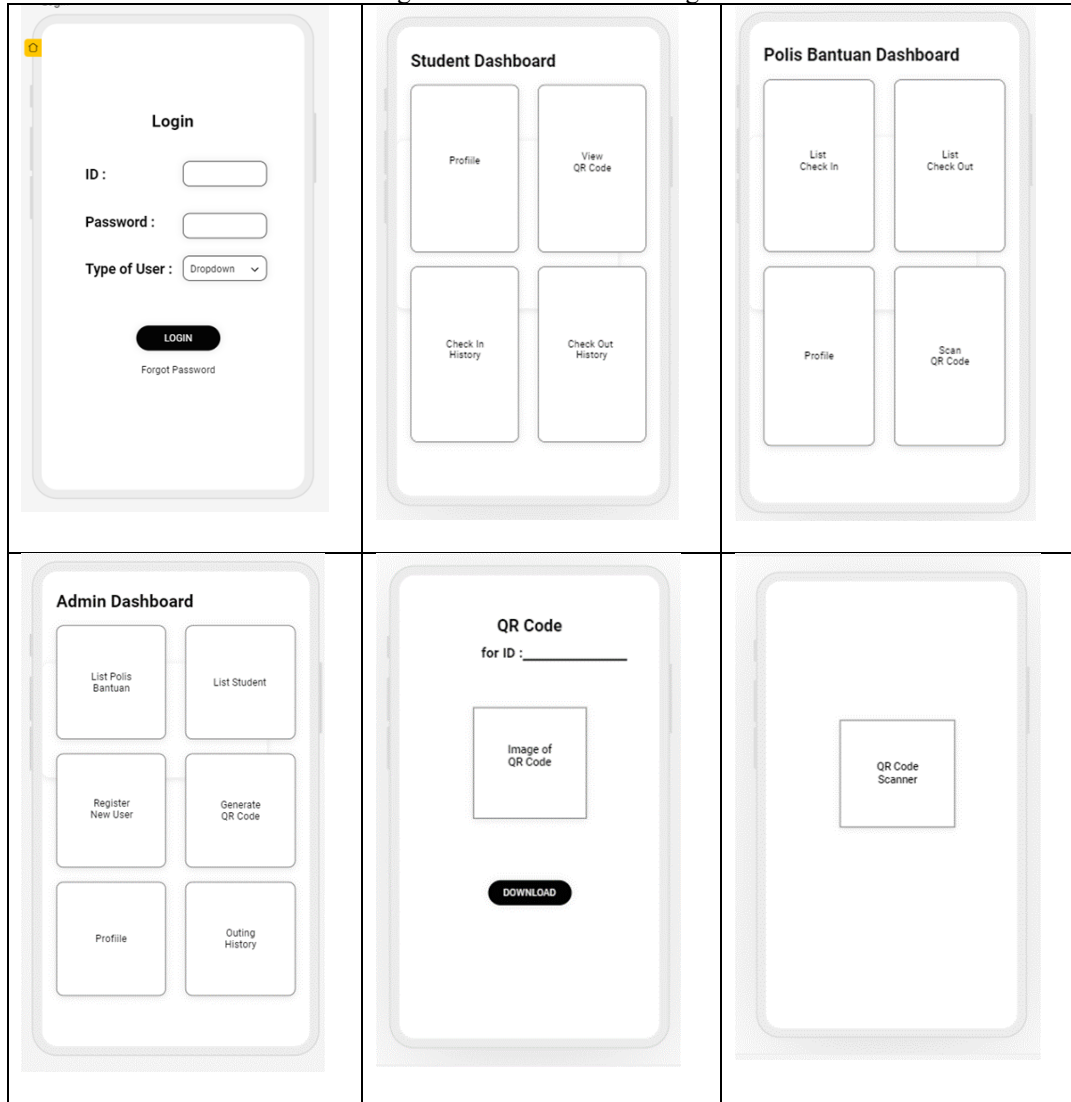 Login
ID :
Password :
Type of User :
Dropdown
LOGIN
Forgot Password
Student Dashboard
Profiile
View
QR Code
Check In
History
Check Out
History
Polis Bantuan Dashboard
List
Check In
List
Check Out
Profile
Scan
QR Code
Admin Dashboard
List Polis
Bantuan
List Student
Register
New User
Generate
QR Code
Profiile
Outing
History
QR Code
for ID :
Image of
QR Code
DOWNLOAD
QR Code
Scanner